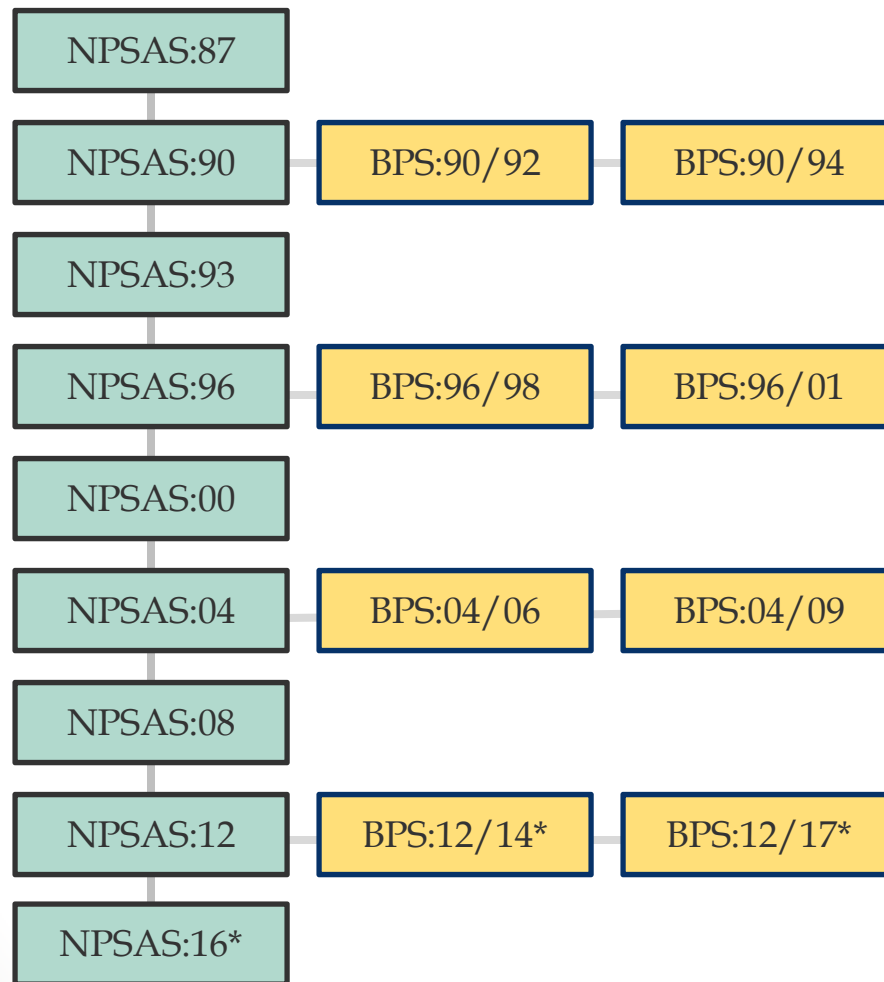 NPSAS:87
NPSAS:90 BPS:90/92 BPS:90/94
NPSAS:93
NPSAS:96 BPS:96/98 BPS:96/01
NPSAS:00
NPSAS:04 BPS:04/06 BPS:04/09
NPSAS:08
NPSAS:12 BPS:12/14* BPS:12/17*
NPSAS:16*